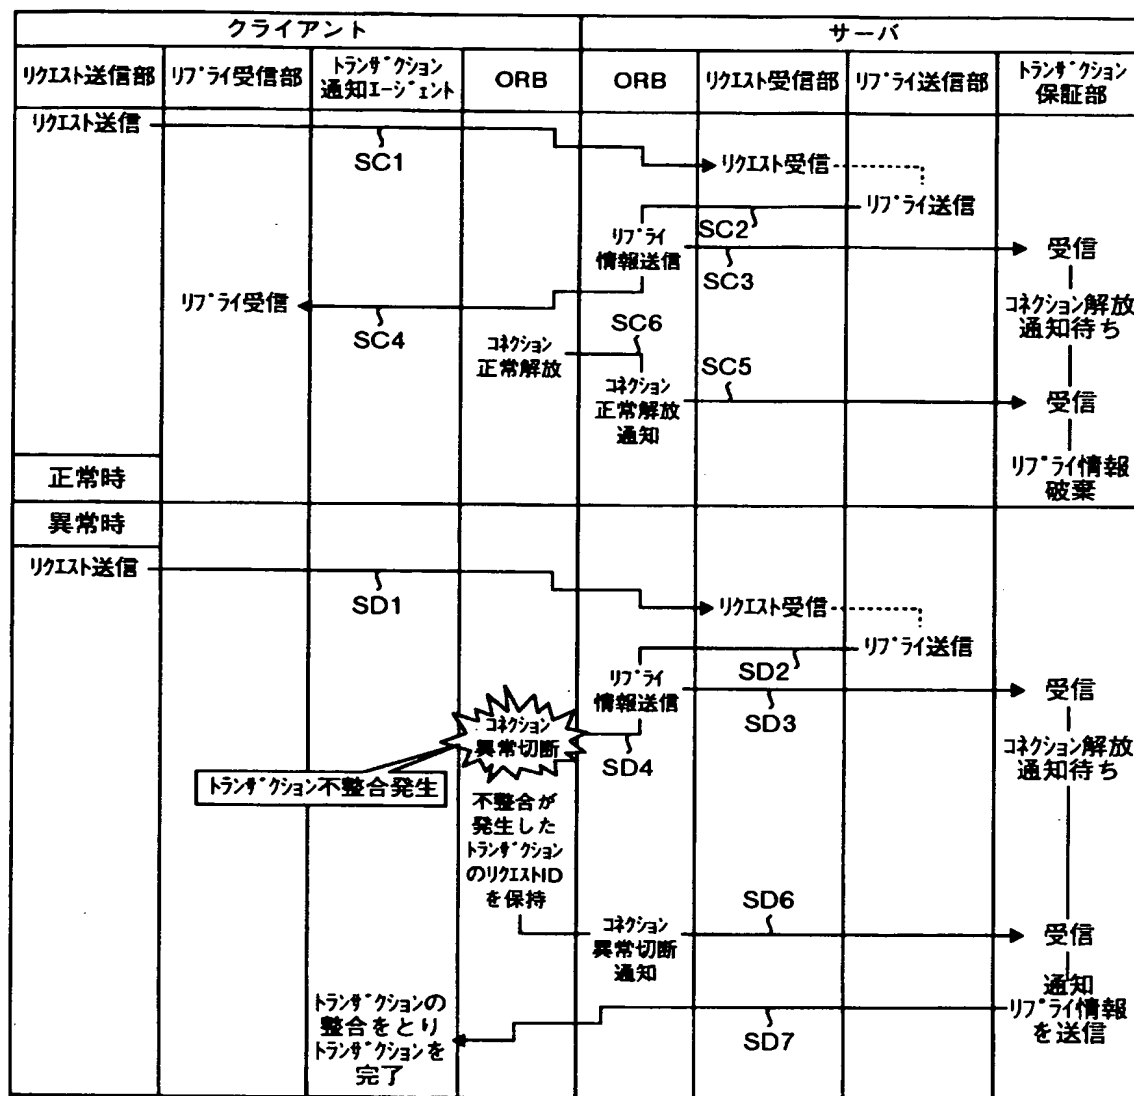 クライアント
サーバ
リクエスト送信部
リプライ受信部
トランザクション
通知エージェント
ORB
ORB
リクエスト受信部
リプライ送信部
トランザクション
保証部
リクエスト送信
SC1
リクエスト受信
リプライ送信
SC2
リプライ
情報送信
SC3
受信
リプライ受信
SC4
コネクション解放
通知待ち
SC6
コネクション
正常解放
SC5
コネクション
正常解放
通知
受信
正常時
リプライ情報
破棄
異常時
リクエスト送信
SD1
リクエスト受信
リプライ送信
SD2
リプライ
情報送信
SD3
受信
コネクション
異常切断
SD4
コネクション解放
通知待ち
トランザクション不整合発生
不整合が
発生した
トランザクション
のリクエストID
を保持
SD6
コネクション
異常切断
通知
受信
通知
リプライ情報
を送信
SD7
トランザクションの
整合をとり
トランザクションを
完了